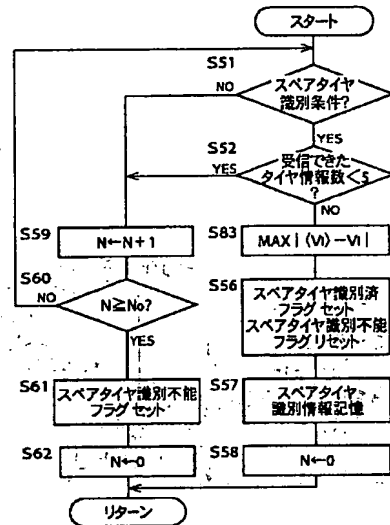 スタート
S51
スペアタイヤ
識別条件?
NO
YES
S52
受信できた
タイヤ情報数<5
?
YES
NO
S59
N←N+1
S83
MAX|(V)-VI|
S60
N≧No?
NO
YES
S56
スペアタイヤ識別済
フラグセット
スペアタイヤ識別不能
フラグリセット
S61
スペアタイヤ識別不能
フラグセット
S57
スペアタイヤ
識別情報記憶
S62
N←0
S58
N←0
リターン